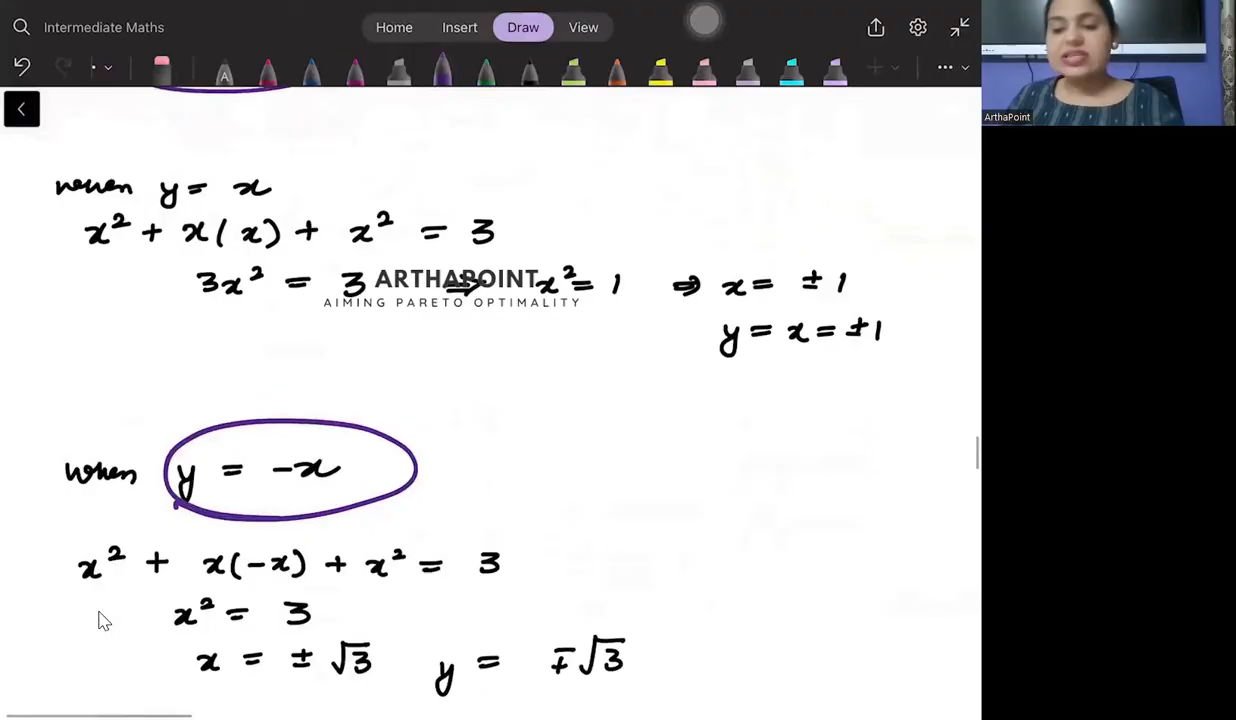 Intermediate Maths
Home Insert Draw View
A
ArthaPoint
when y = x
x² + x(x) + x² = 3
3x² = 3 ⇒ x² = 1 ⇒ x = ± 1
ARTHAPOINT
AIMING PARETO OPTIMALITY
y = x = ±1
when y = -x
x² + x(-x) + x² = 3
x² = 3
x = ± √3 y = ∓√3